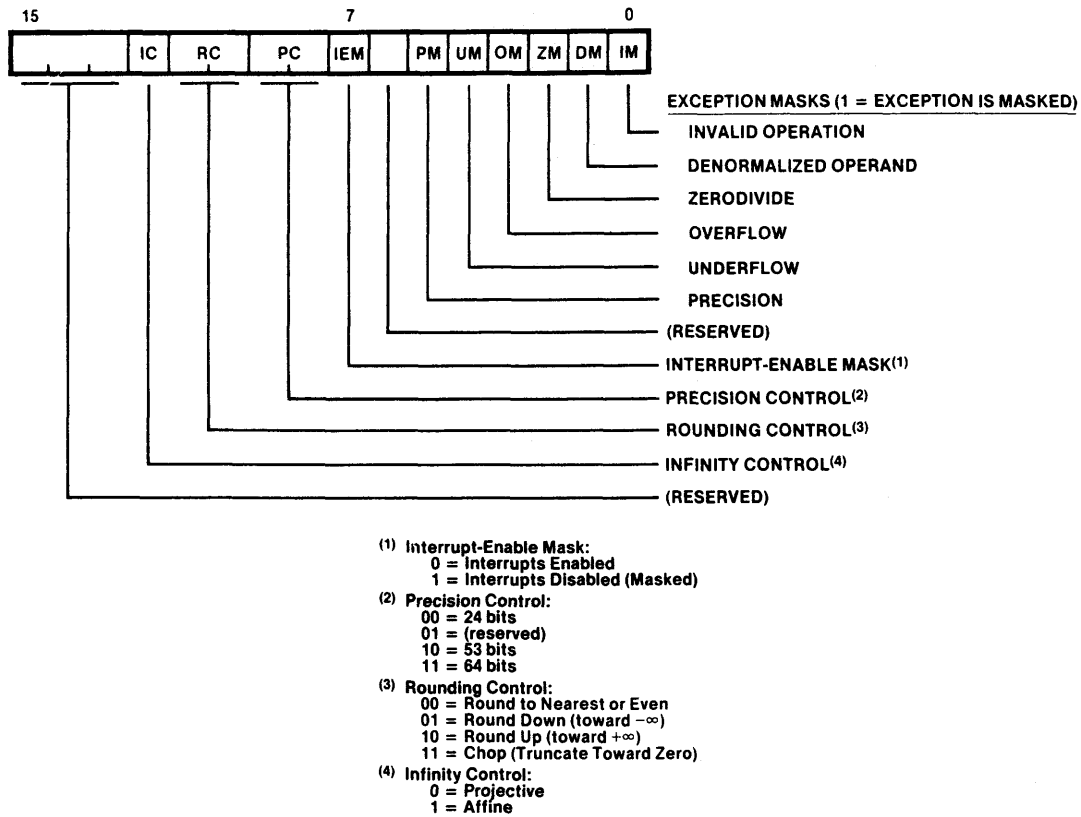 15 7 0
IC RC PC IEM PM UM OM ZM DM IM
EXCEPTION MASKS (1 = EXCEPTION IS MASKED)
INVALID OPERATION
DENORMALIZED OPERAND
ZERODIVIDE
OVERFLOW
UNDERFLOW
PRECISION
(RESERVED)
INTERRUPT-ENABLE MASK(1)
PRECISION CONTROL(2)
ROUNDING CONTROL(3)
INFINITY CONTROL(4)
(RESERVED)
(1) Interrupt-Enable Mask:
0 = Interrupts Enabled
1 = Interrupts Disabled (Masked)
(2) Precision Control:
00 = 24 bits
01 = (reserved)
10 = 53 bits
11 = 64 bits
(3) Rounding Control:
00 = Round to Nearest or Even
01 = Round Down (toward −∞)
10 = Round Up (toward +∞)
11 = Chop (Truncate Toward Zero)
(4) Infinity Control:
0 = Projective
1 = Affine